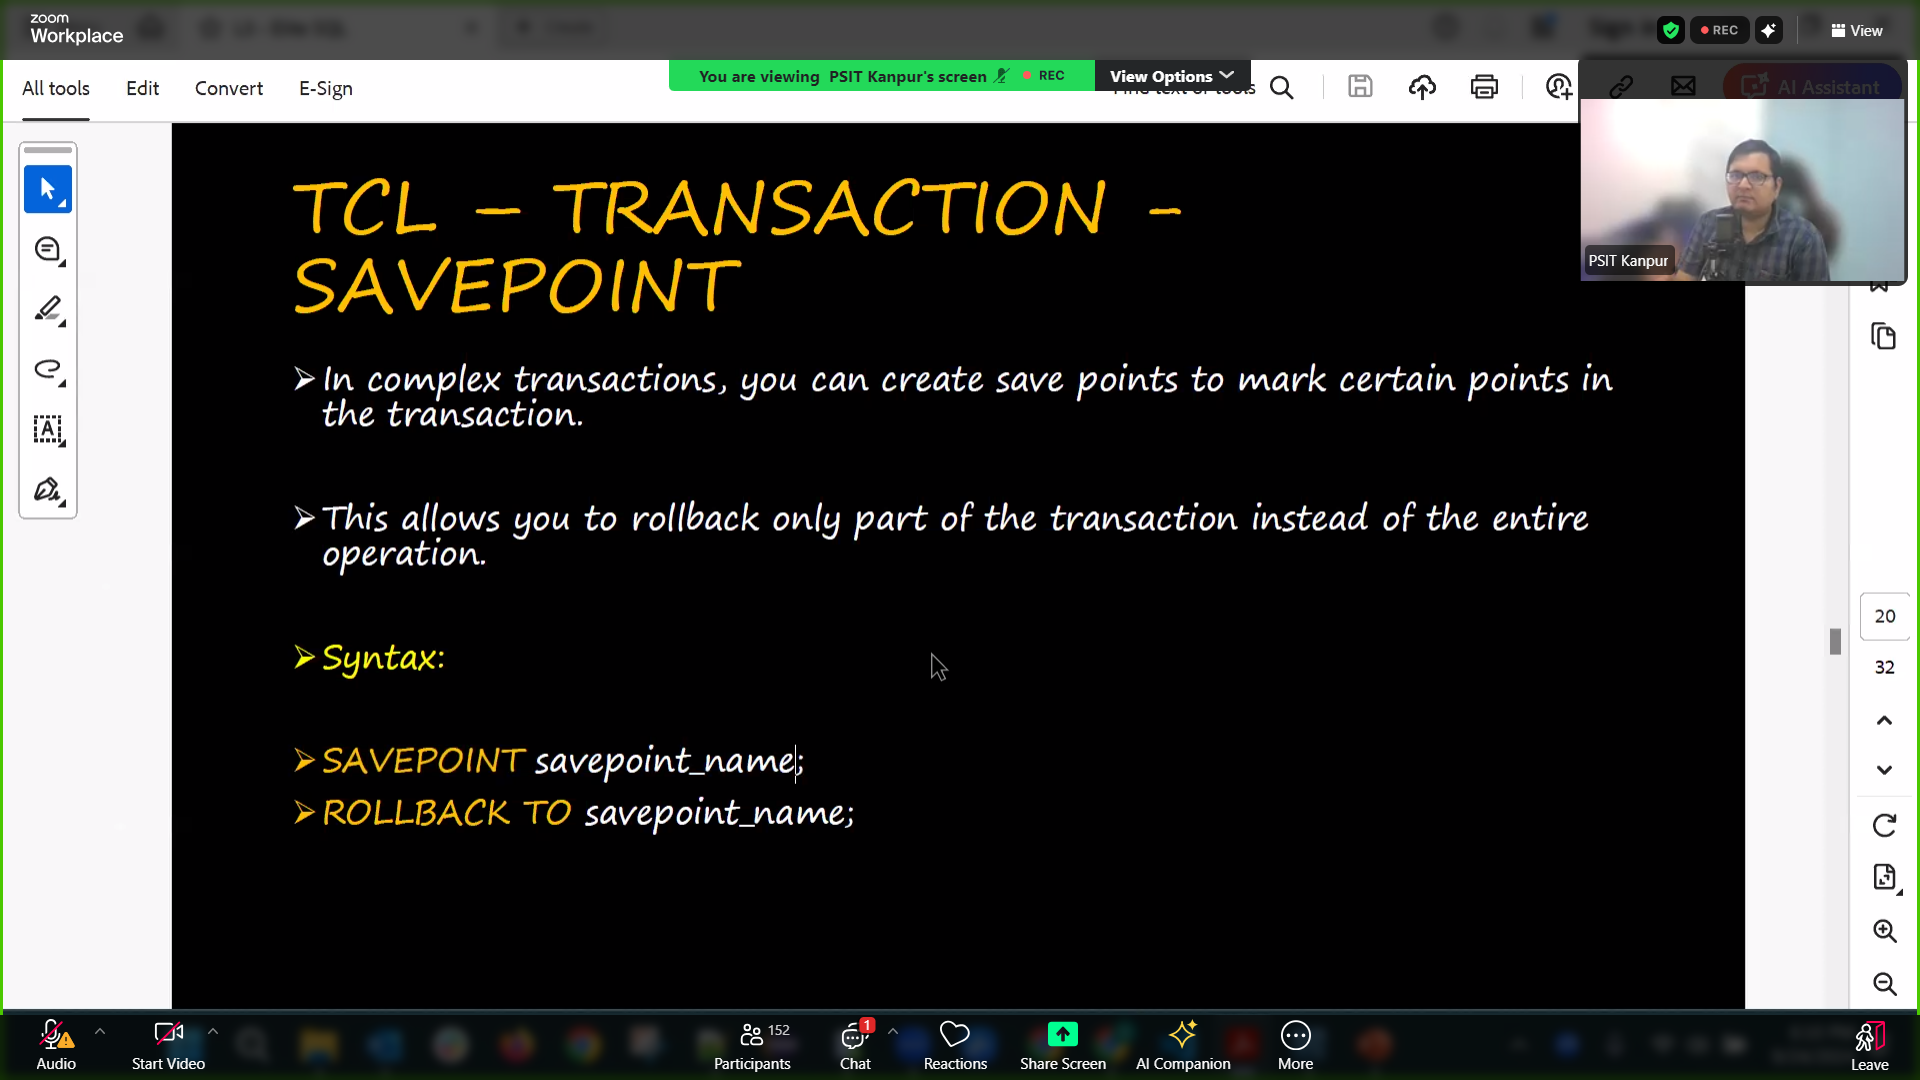 zoom
Workplace
REC
View
All tools
Edit
Convert
E-Sign
You are viewing PSIT Kanpur's screen
REC
View Options
Find text or tools
AI Assistant
PSIT Kanpur
TCL – TRANSACTION -
SAVEPOINT
➢In complex transactions, you can create save points to mark certain points in
the transaction.
➢This allows you to rollback only part of the transaction instead of the entire
operation.
➢Syntax:
➢SAVEPOINT savepoint_name;
➢ROLLBACK TO savepoint_name;
20
32
Audio
Start Video
152
Participants
1
Chat
Reactions
Share Screen
AI Companion
More
Leave